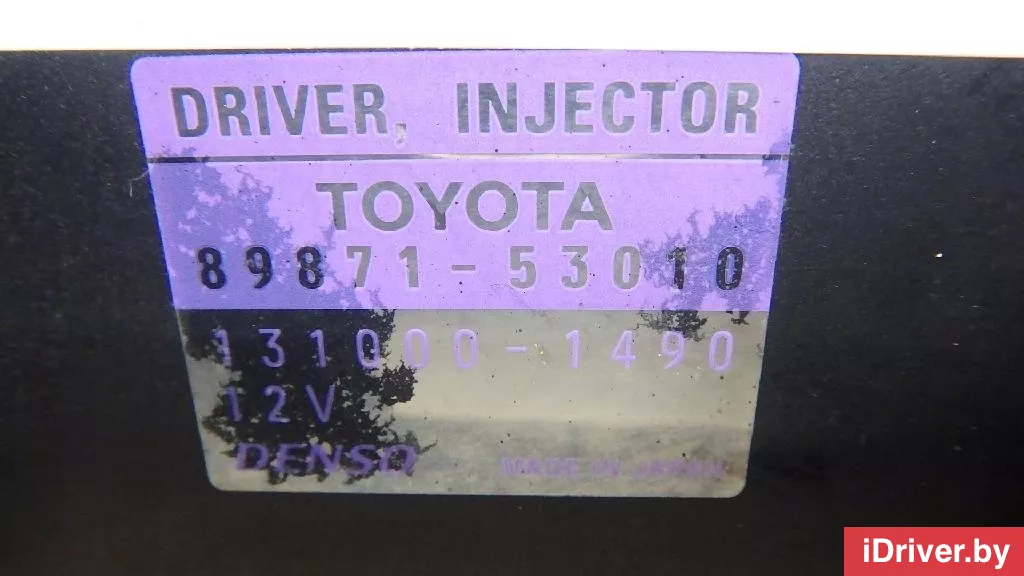 DRIVER, INJECTOR
TOYOTA
89871-53010
131000-1490
12V
DENSO MADE IN JAPAN
iDriver.by